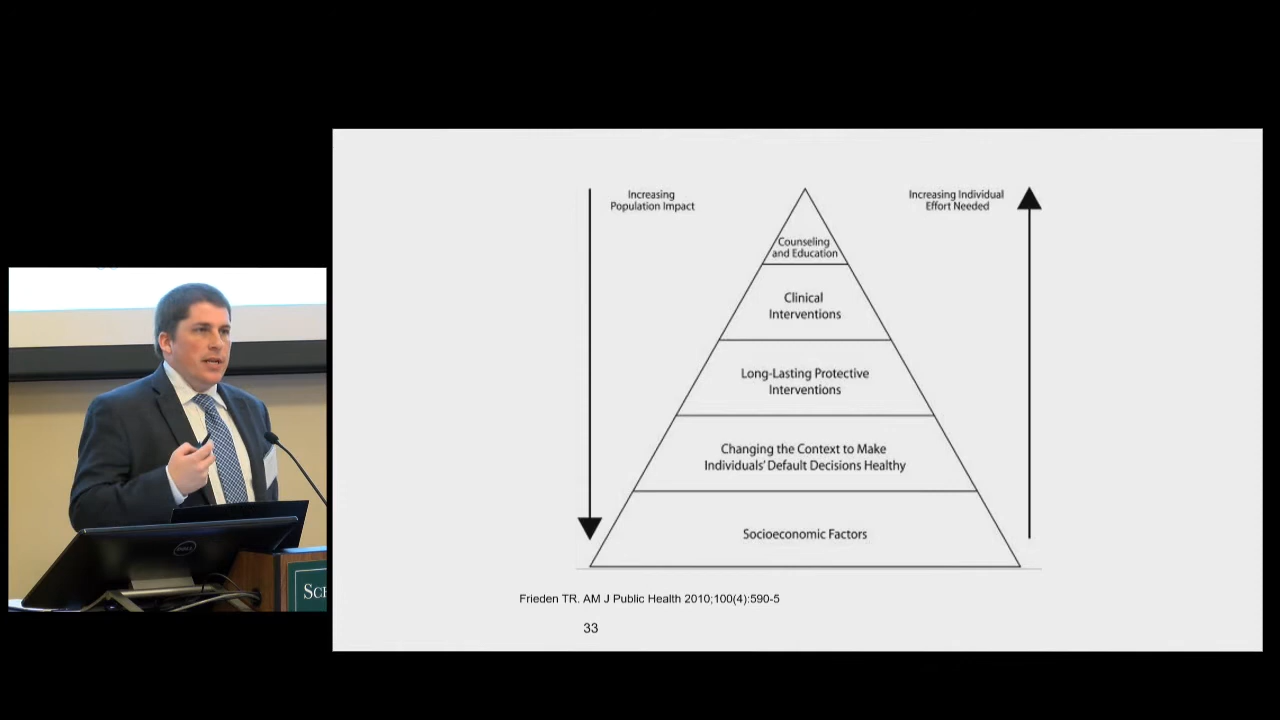 Increasing
Population Impact
Increasing Individual
Effort Needed
Counseling
and Education
Clinical
Interventions
Long-Lasting Protective
Interventions
Changing the Context to Make
Individuals' Default Decisions Healthy
Socioeconomic Factors
Frieden TR. AM J Public Health 2010;100(4):590-5
33
DELL